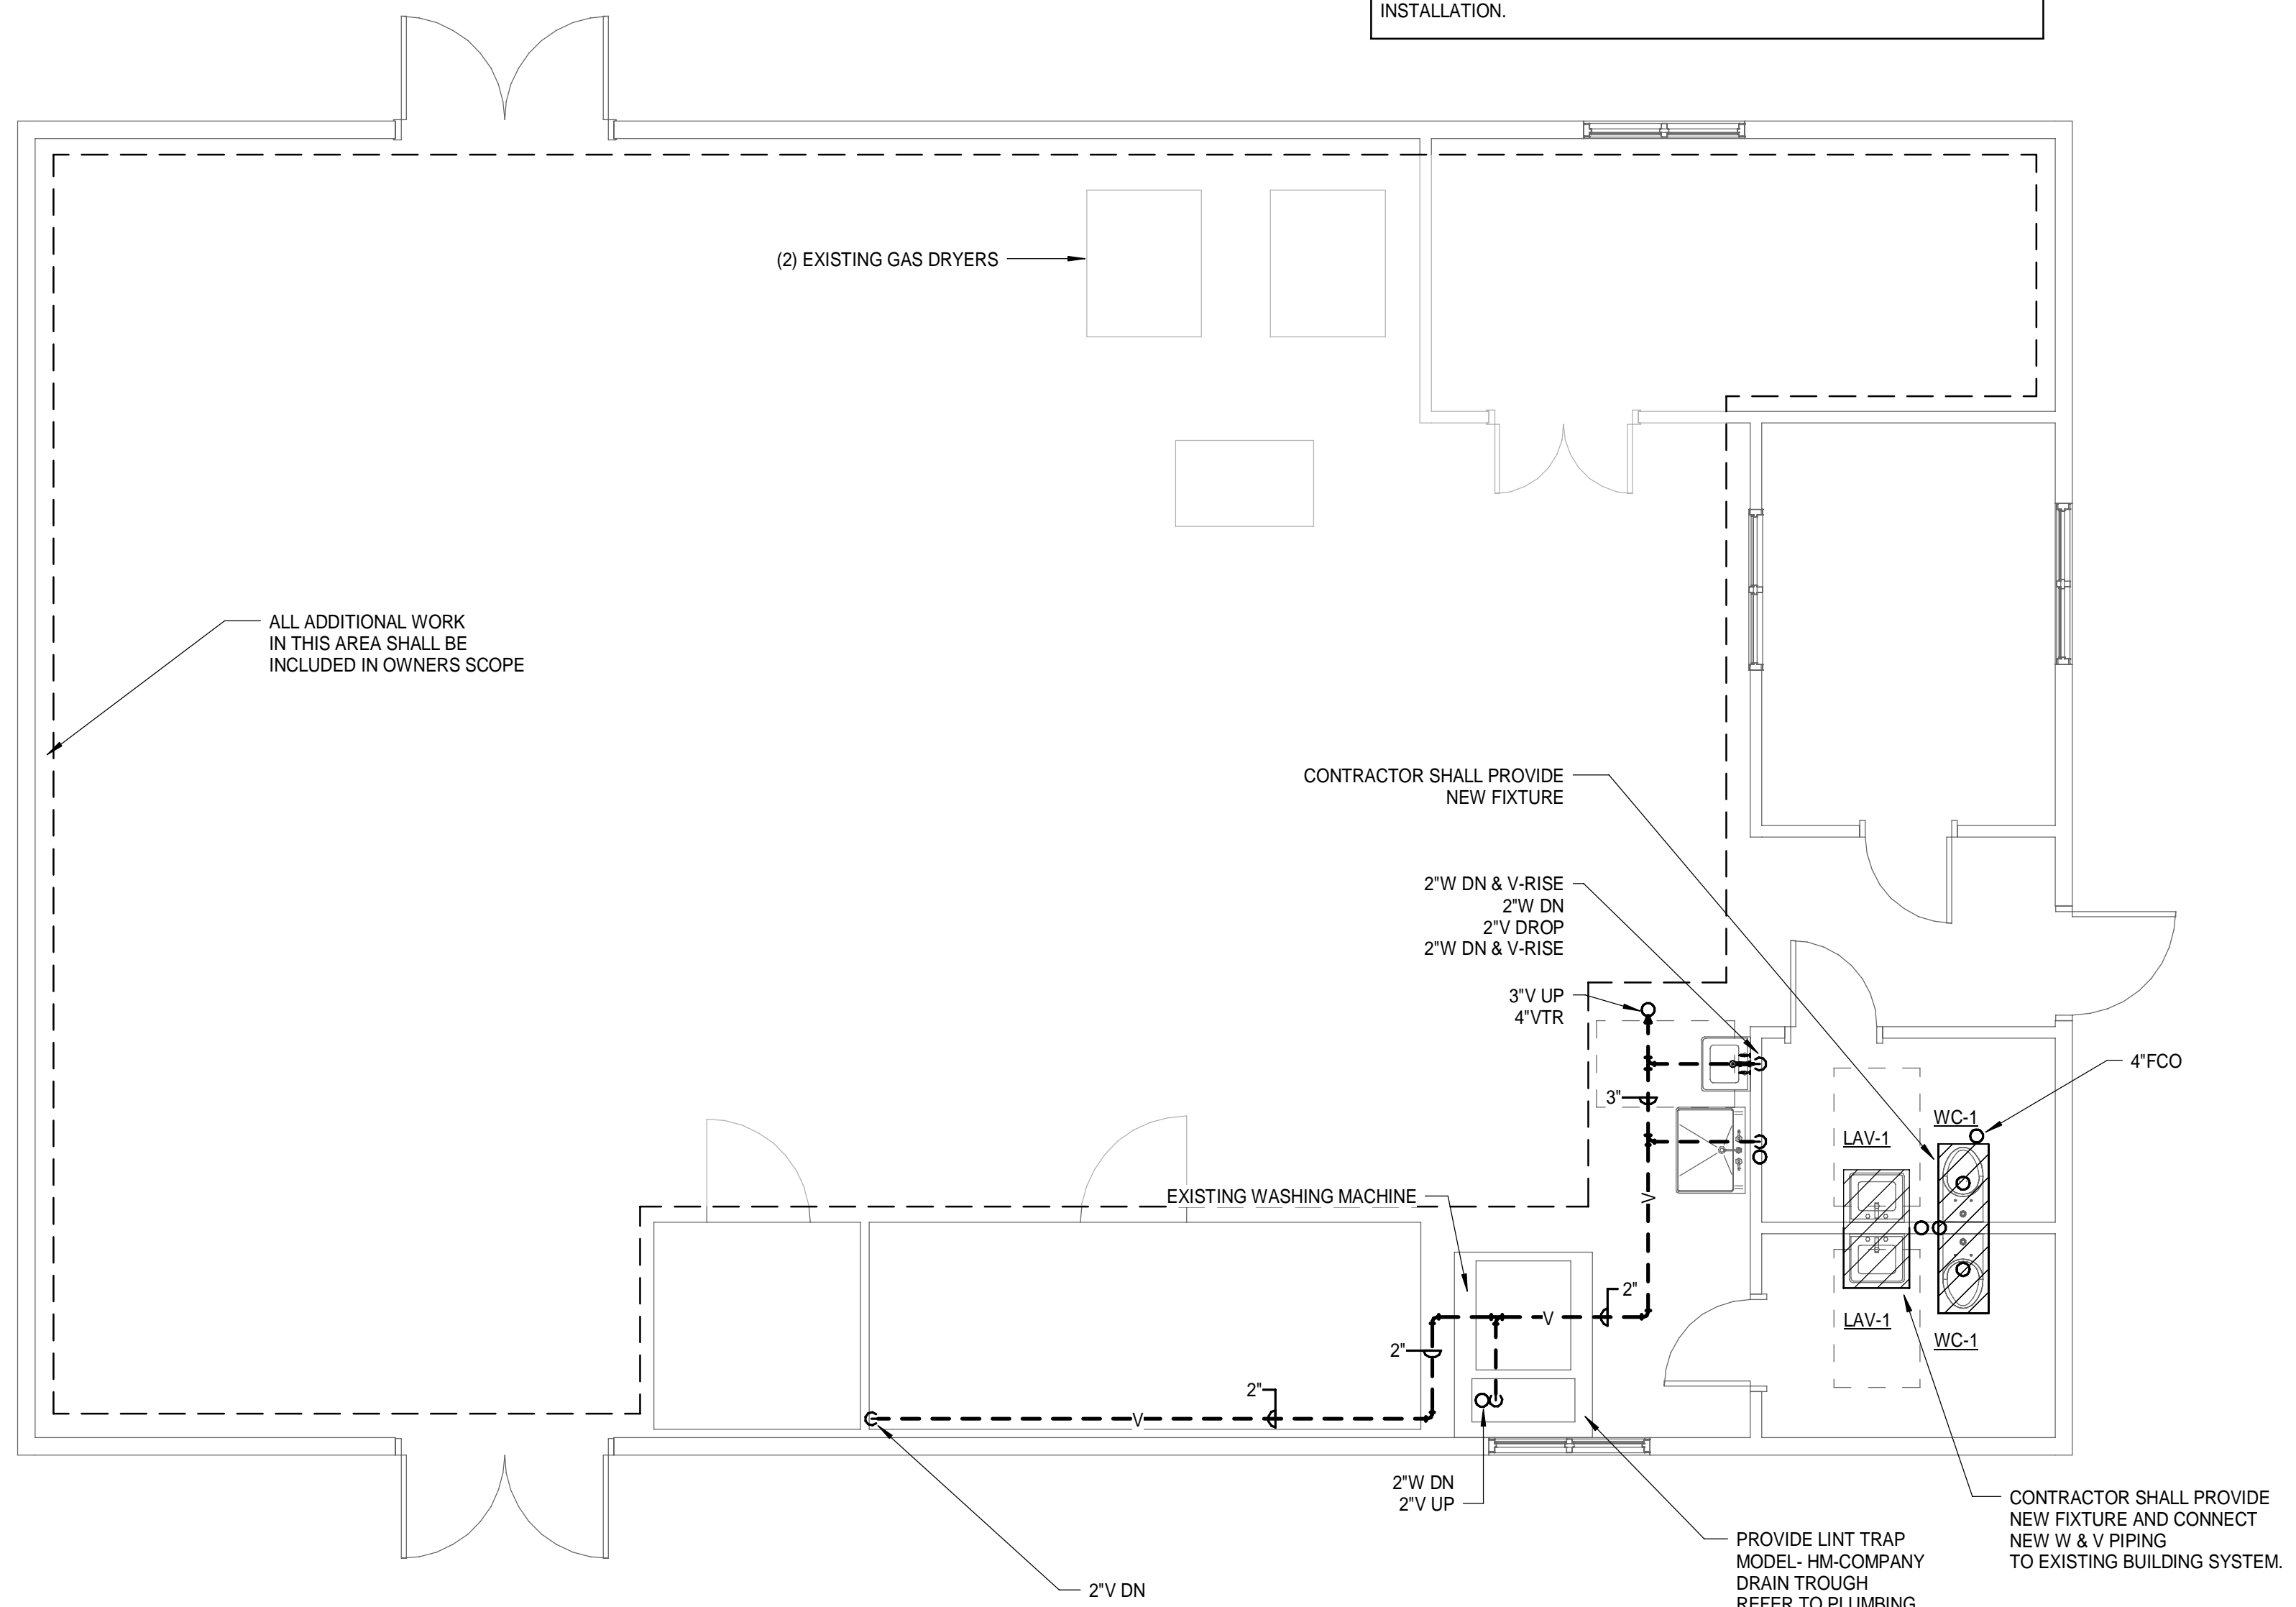 INSTALLATION.
(2) EXISTING GAS DRYERS
ALL ADDITIONAL WORK
IN THIS AREA SHALL BE
INCLUDED IN OWNERS SCOPE
CONTRACTOR SHALL PROVIDE
NEW FIXTURE
2"W DN & V-RISE
2"W DN
2"V DROP
2"W DN & V-RISE
3"V UP
4"VTR
4"FCO
3"
WC-1
LAV-1
V
EXISTING WASHING MACHINE
2"
V
LAV-1
WC-1
2"
2"
V
2"W DN
2"V UP
CONTRACTOR SHALL PROVIDE
NEW FIXTURE AND CONNECT
NEW W & V PIPING
TO EXISTING BUILDING SYSTEM.
PROVIDE LINT TRAP
MODEL- HM-COMPANY
DRAIN TROUGH
REFER TO PLUMBING
2"V DN